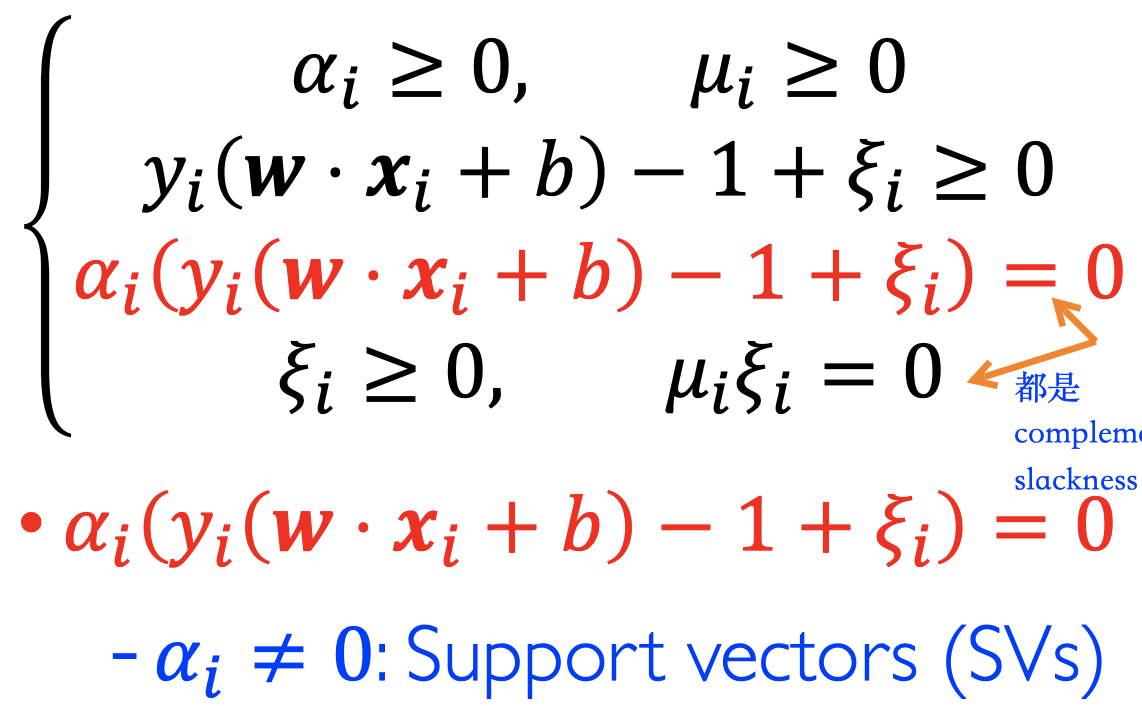 αᵢ ≥ 0, μᵢ ≥ 0
yᵢ(𝒘 · 𝒙ᵢ + b) − 1 + ξᵢ ≥ 0
αᵢ(yᵢ(𝒘 · 𝒙ᵢ + b) − 1 + ξᵢ) = 0
ξᵢ ≥ 0, μᵢξᵢ = 0
都是
slackness
• αᵢ(yᵢ(𝒘 · 𝒙ᵢ + b) − 1 + ξᵢ) = 0
- αᵢ ≠ 0: Support vectors (SVs)